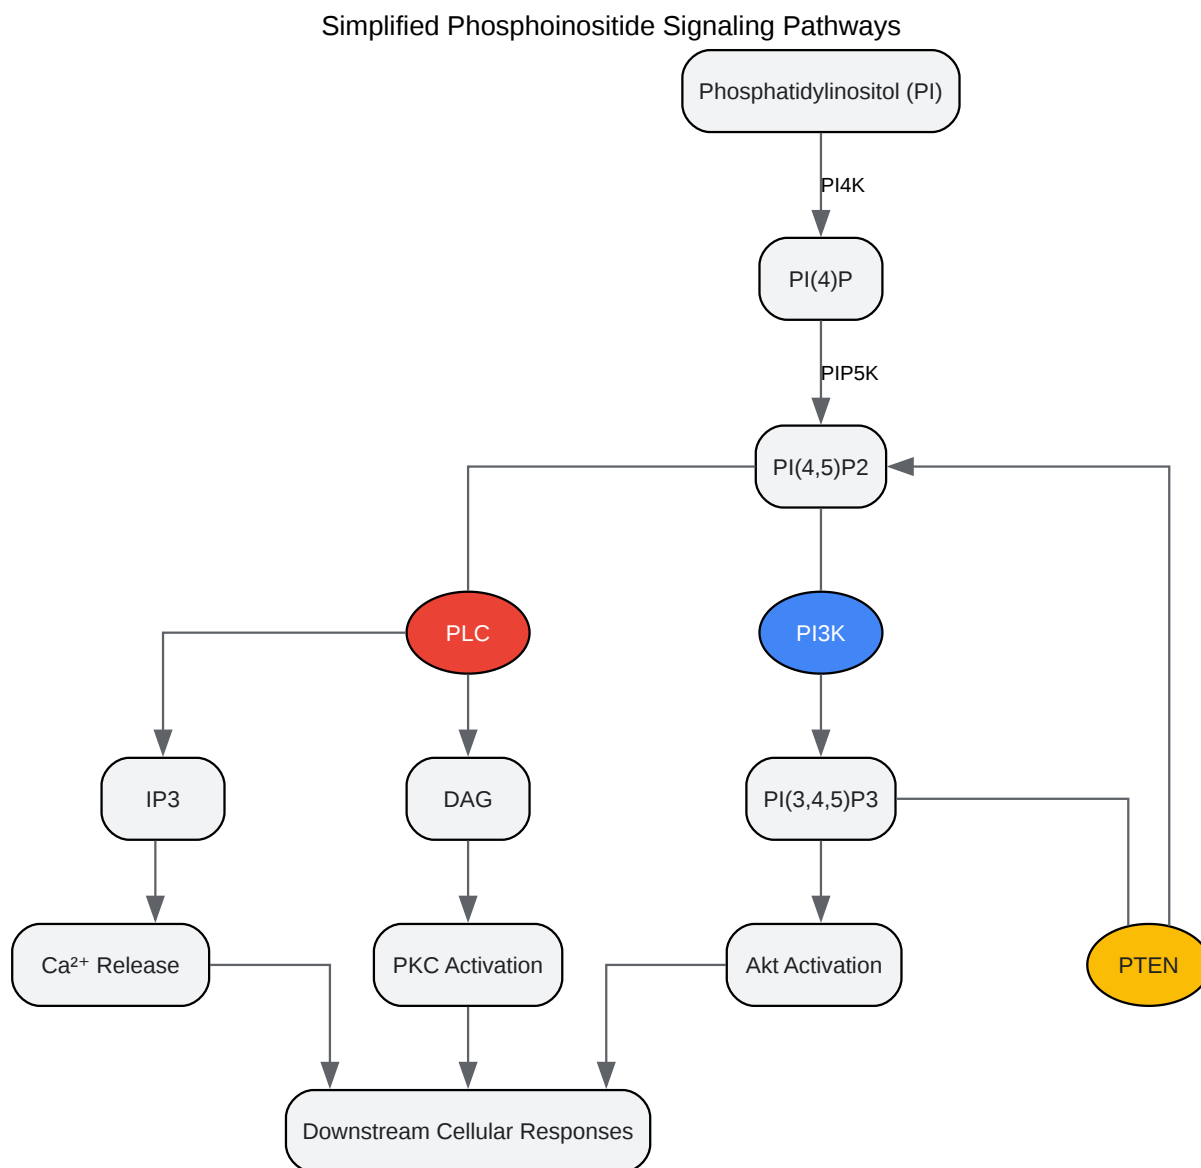 Simplified Phosphoinositide Signaling Pathways
Phosphatidylinositol (PI)
PI4K
PI(4)P
PIP5K
PI(4,5)P2
PLC
PI3K
IP3
DAG
PI(3,4,5)P3
Ca²⁺ Release
PKC Activation
Akt Activation
PTEN
Downstream Cellular Responses